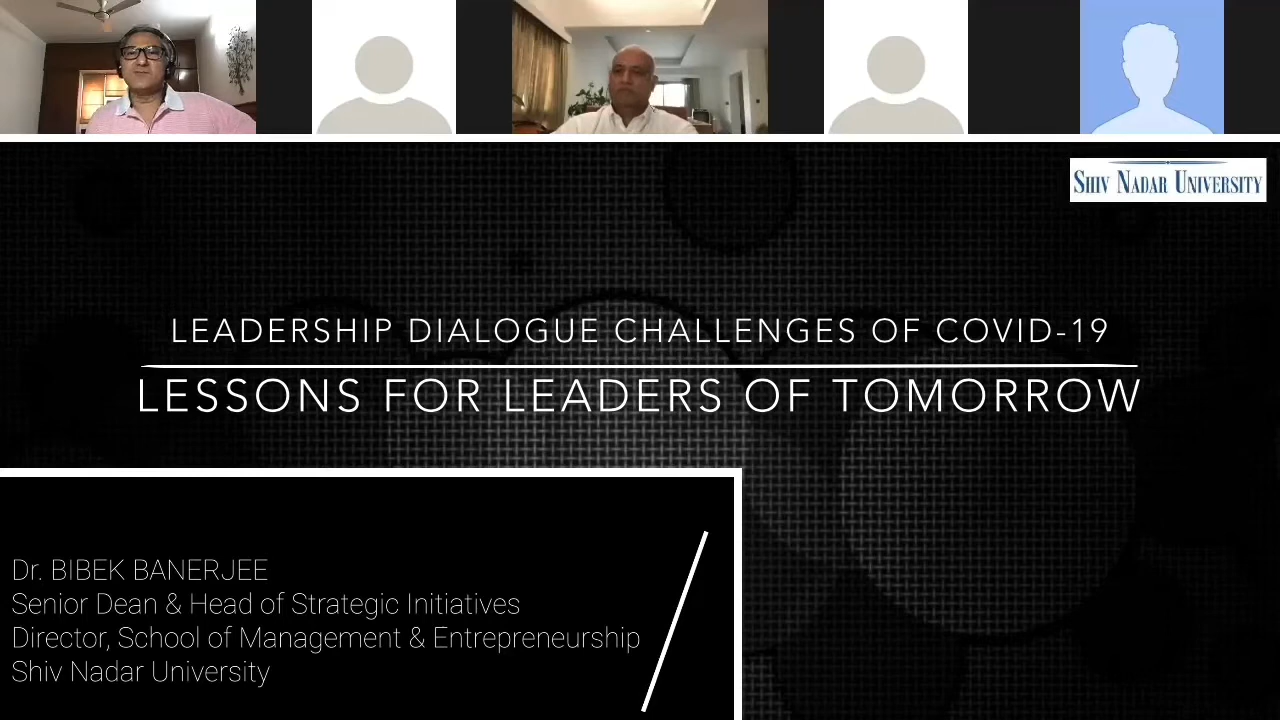 SHIV NADAR UNIVERSITY
LEADERSHIP DIALOGUE CHALLENGES OF COVID-19
LESSONS FOR LEADERS OF TOMORROW
Dr. BIBEK BANERJEE
Senior Dean & Head of Strategic Initiatives
Director, School of Management & Entrepreneurship
Shiv Nadar University